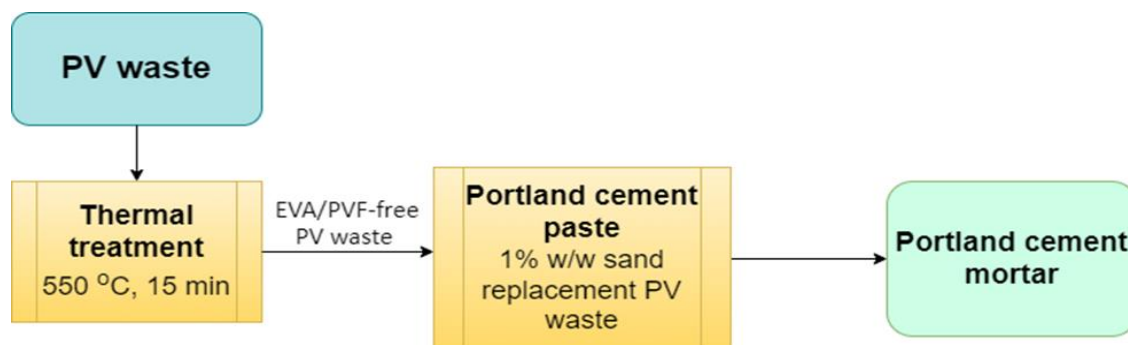 PV waste
Thermal
treatment
550 °C, 15 min
EVA/PVF-free
PV waste
Portland cement
paste
1% w/w sand
replacement PV
waste
Portland cement
mortar